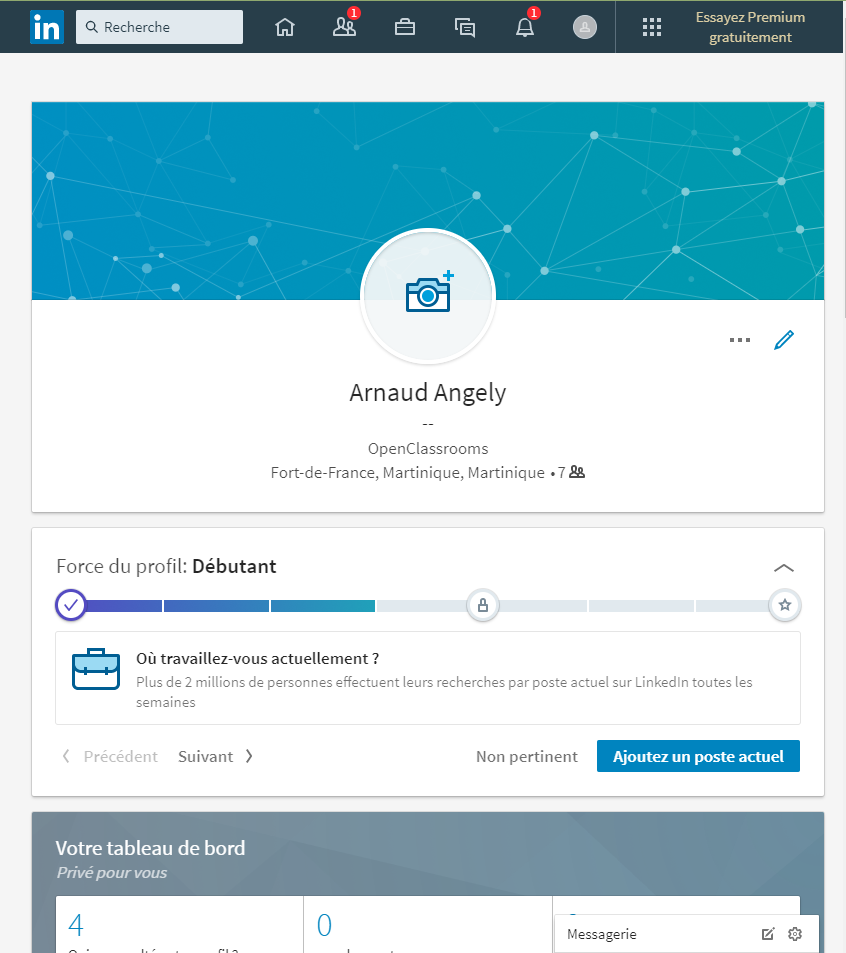 in
Recherche
1
1
Essayez Premium
gratuitement
Arnaud Angely
--
OpenClassrooms
Fort-de-France, Martinique, Martinique • 7
Force du profil: Débutant
Où travaillez-vous actuellement ?
Plus de 2 millions de personnes effectuent leurs recherches par poste actuel sur LinkedIn toutes les
semaines
Précédent
Suivant
Non pertinent
Ajoutez un poste actuel
Votre tableau de bord
Privé pour vous
4
0
Messagerie